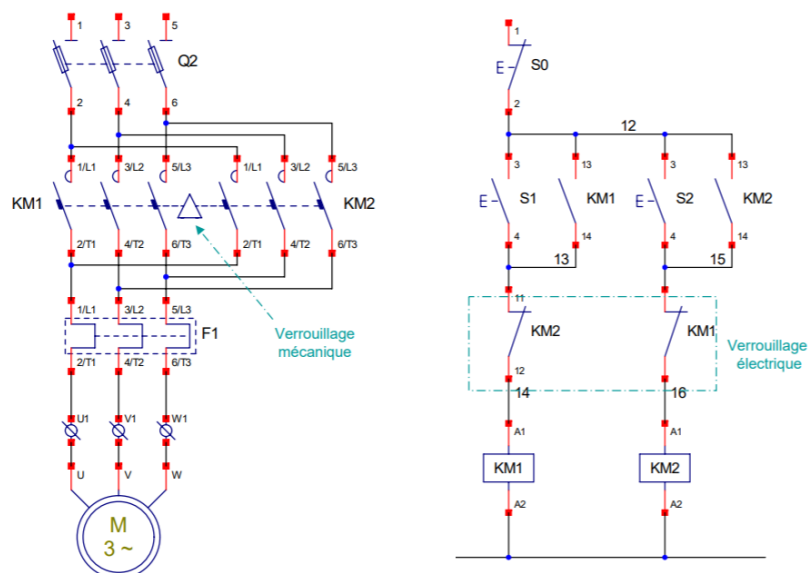 1 3 5
Q2
2 4 6
1/L1 3/L2 5/L3 1/L1 3/L2 5/L3
KM1 KM2
2/T1 4/T2 6/T3 2/T1 4/T2 6/T3
1/L1 3/L2 5/L3
F1
2/T1 4/T2 6/T3
Verrouillage
mécanique
U1 V1 W1
U V W
M
3 ~
1
E S0
2
12
3 13 3 13
E S1 KM1 E S2 KM2
4 14 4 14
13 15
11
KM2 KM1
12
Verrouillage
électrique
14 16
A1 A1
KM1 KM2
A2 A2